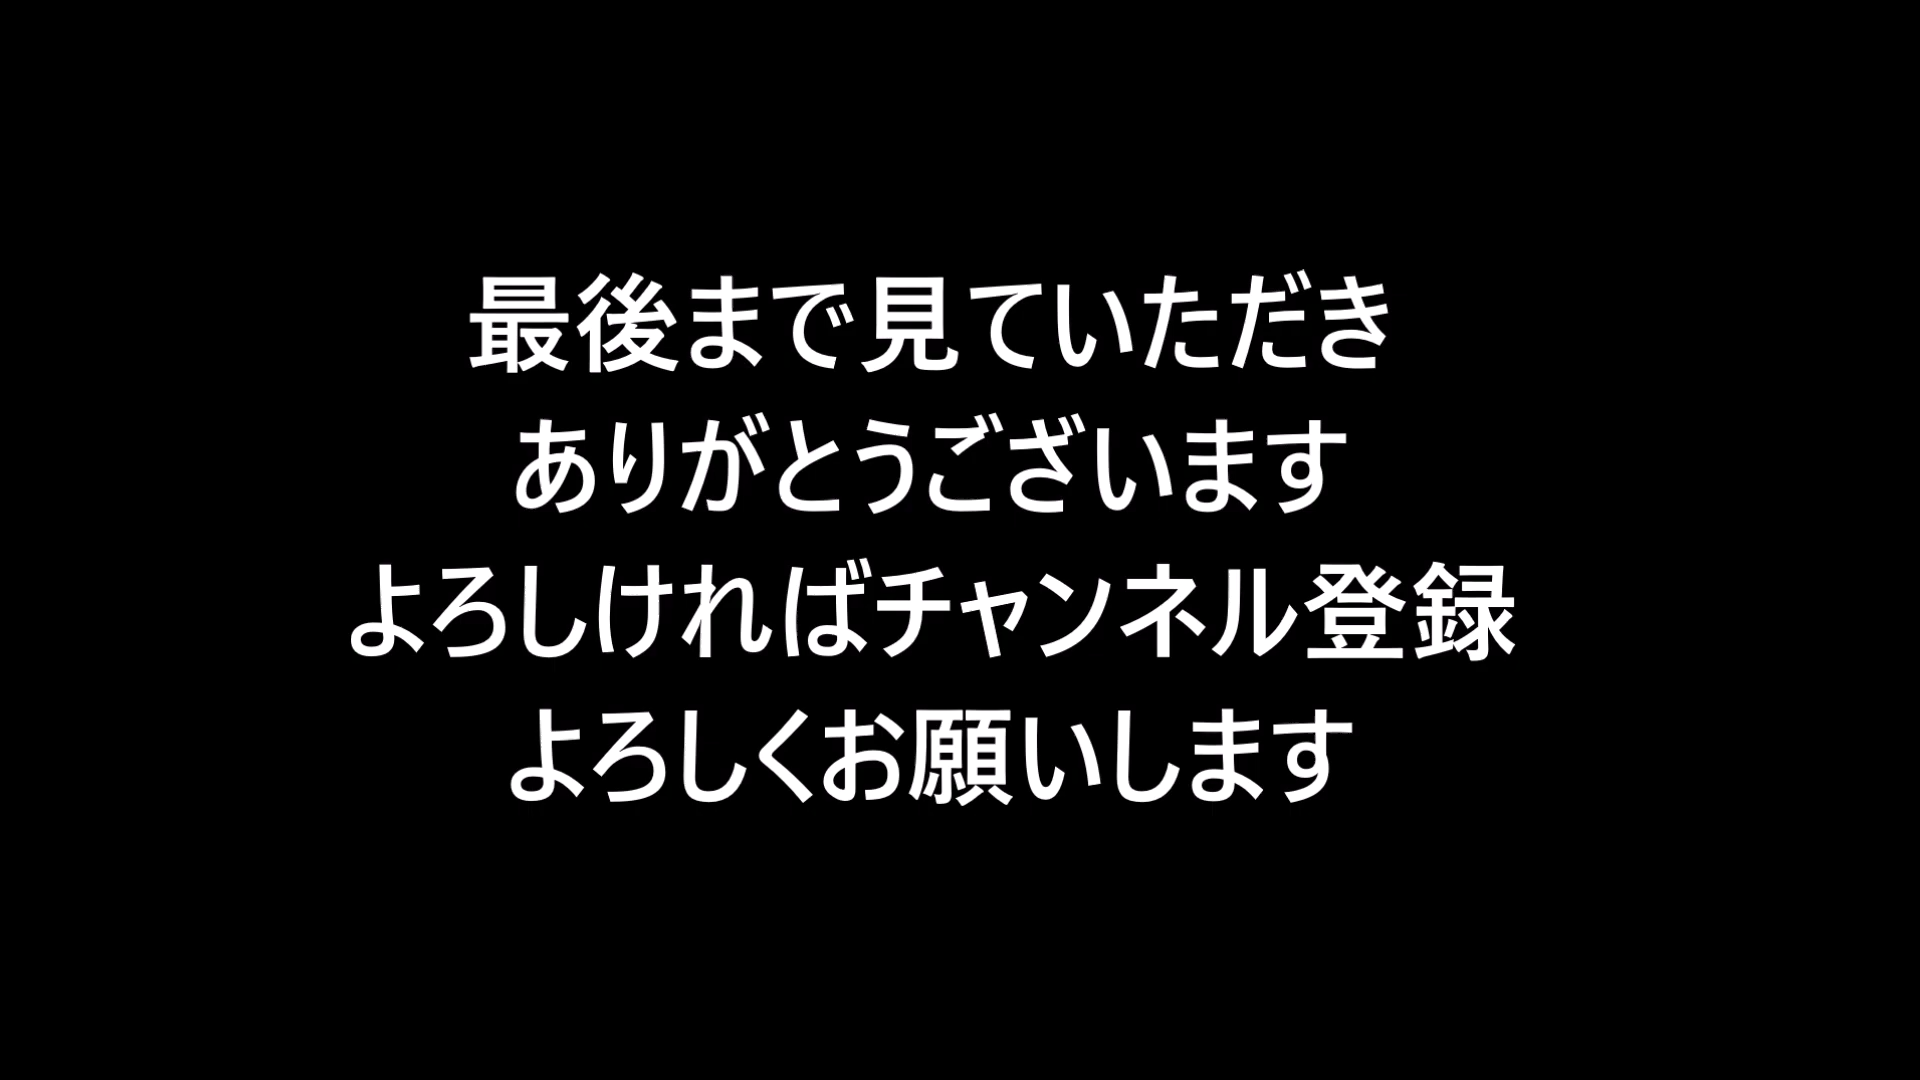 最後まで見ていただき
ありがとうございます
よろしければチャンネル登録
よろしくお願いします